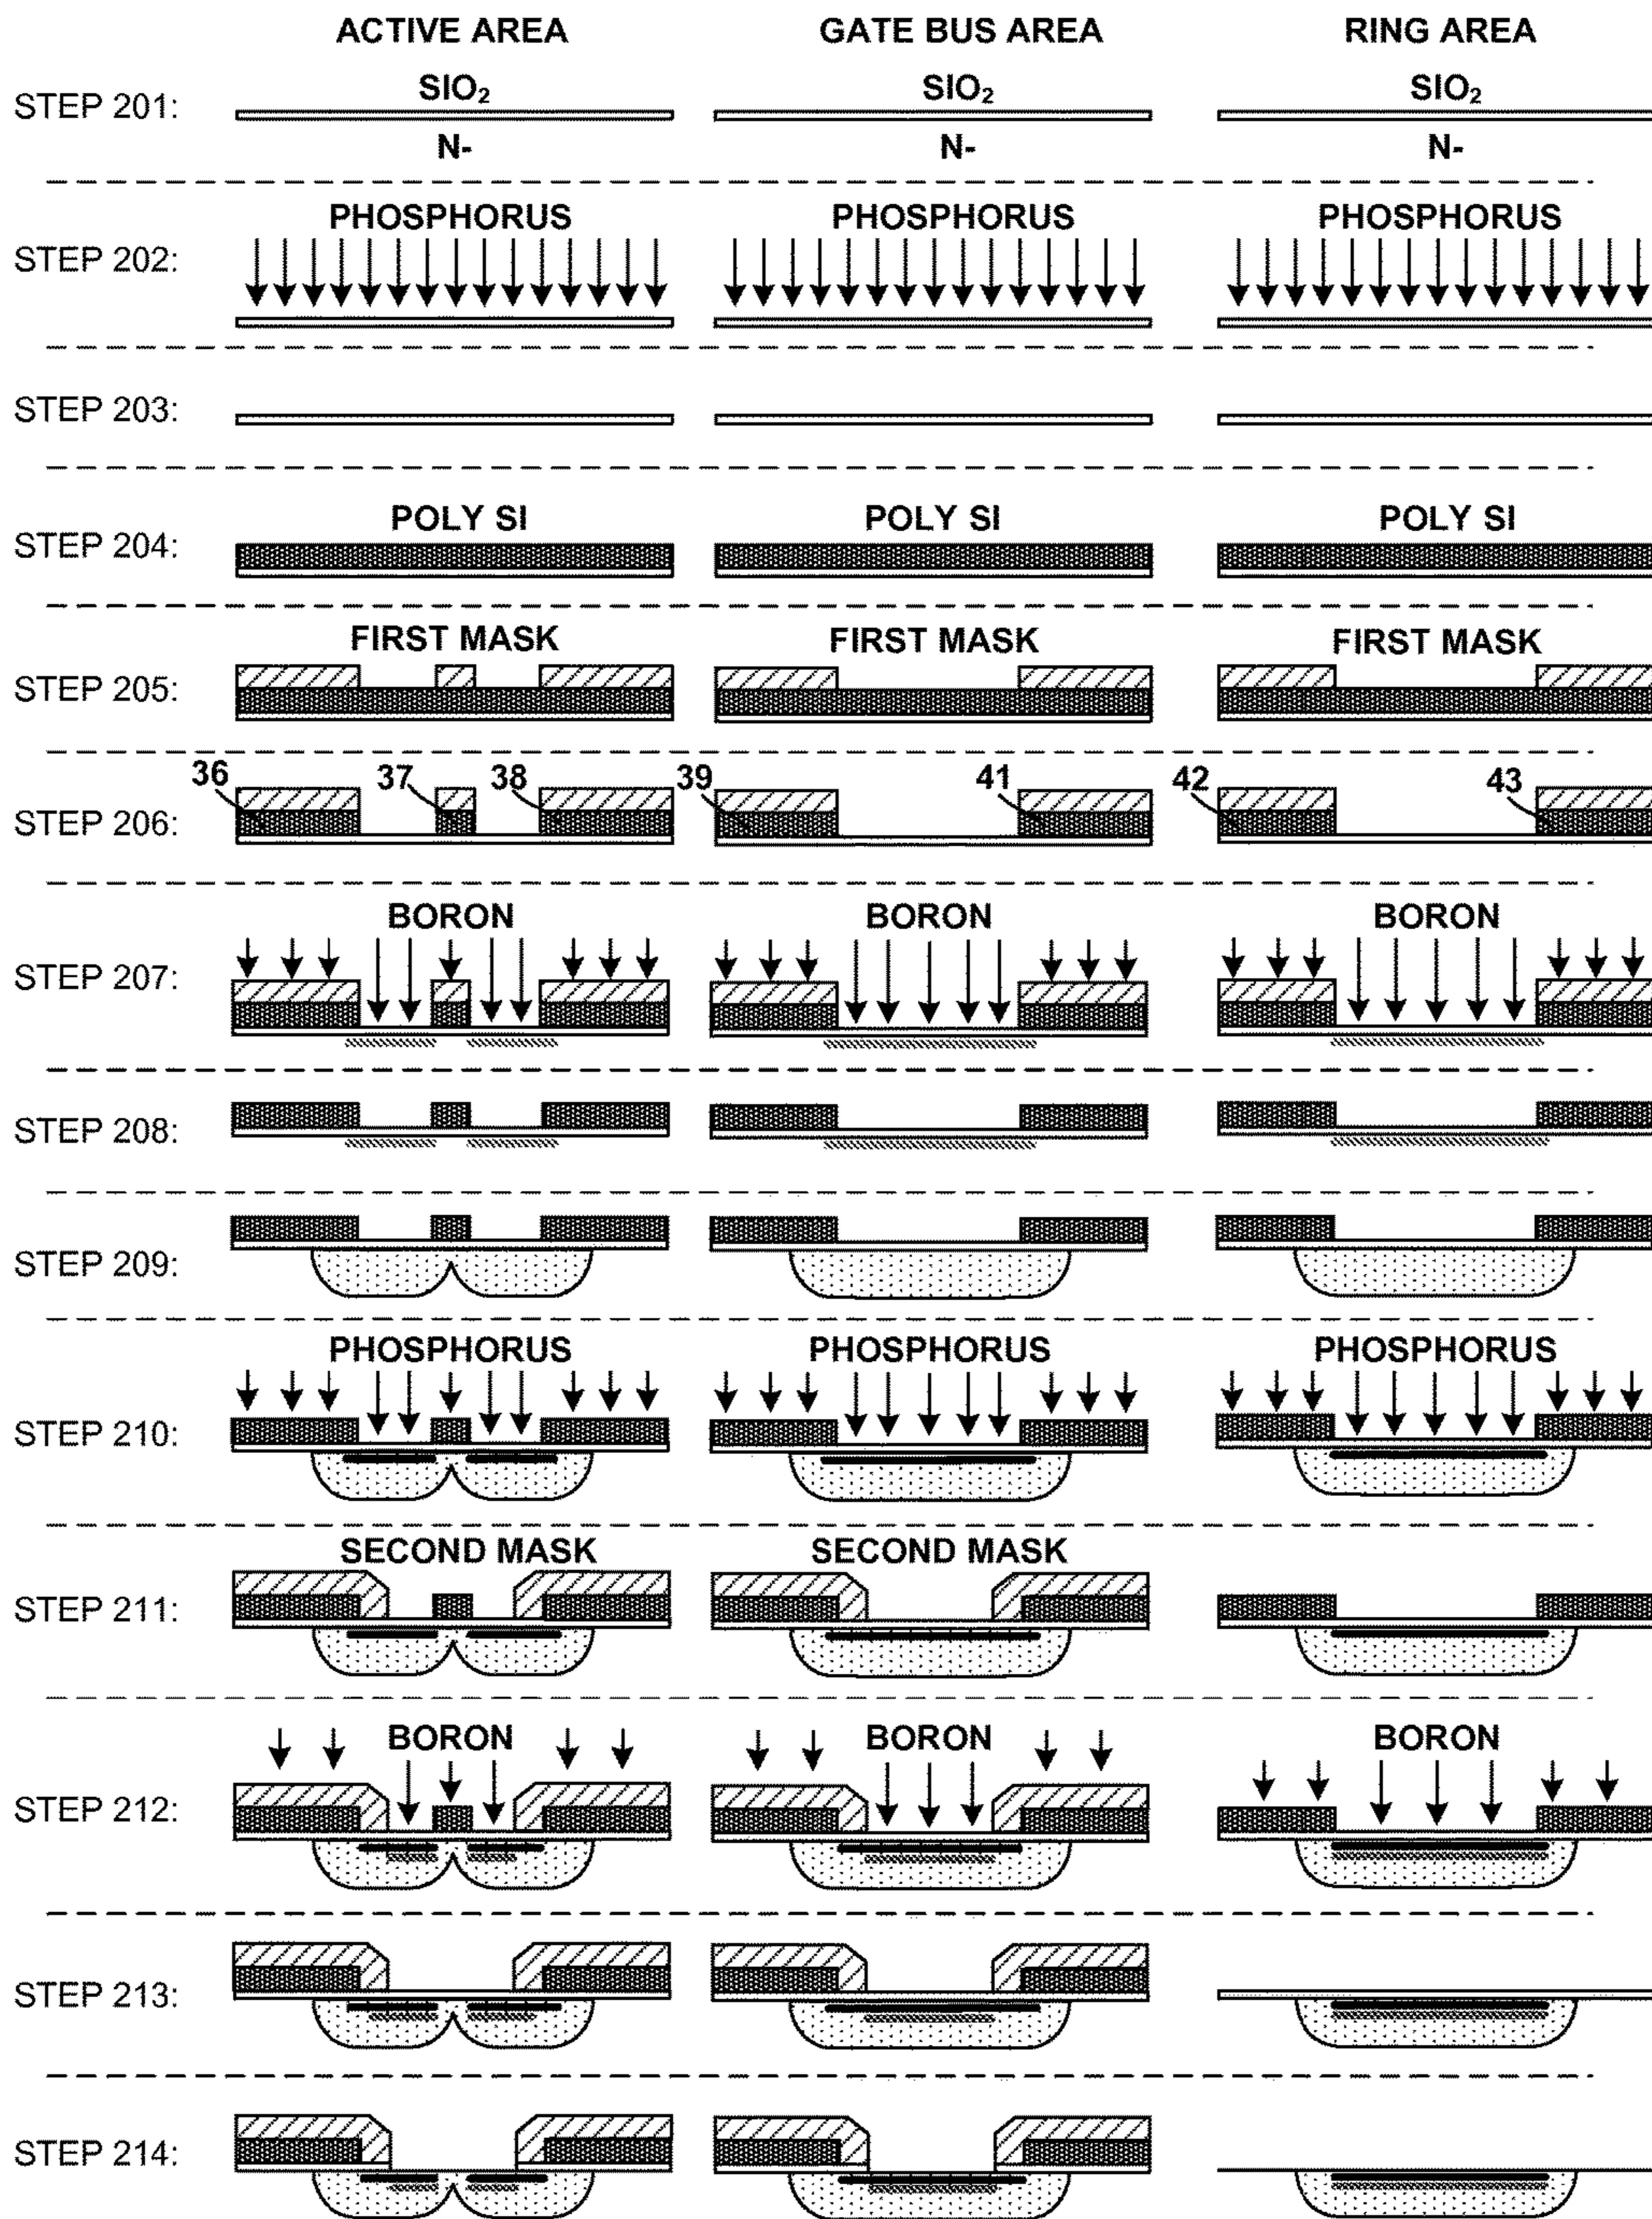 ACTIVE AREA GATE BUS AREA RING AREA
STEP 201: SIO₂ SIO₂ SIO₂
N- N- N-
STEP 202: PHOSPHORUS PHOSPHORUS PHOSPHORUS
STEP 203:
STEP 204: POLY SI POLY SI POLY SI
STEP 205: FIRST MASK FIRST MASK FIRST MASK
STEP 206: 36 37 38 39 41 42 43
STEP 207: BORON BORON BORON
STEP 208:
STEP 209:
STEP 210: PHOSPHORUS PHOSPHORUS PHOSPHORUS
STEP 211: SECOND MASK SECOND MASK
STEP 212: BORON BORON BORON
STEP 213:
STEP 214: